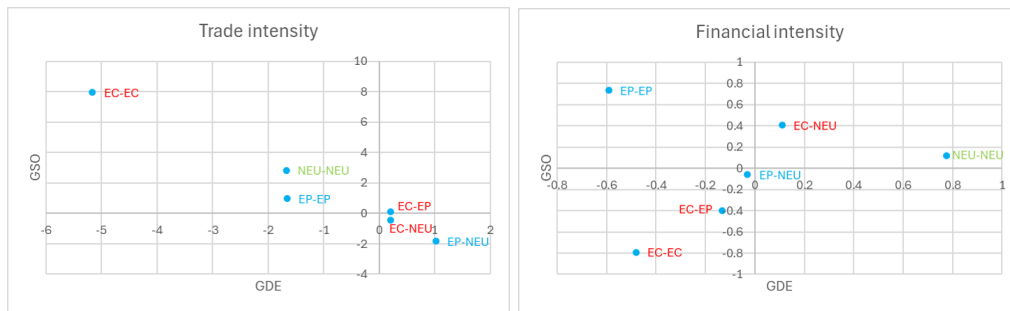 Trade intensity
10
8
6
4
2
0
-2
-4
-6
-5
-4
-3
-2
-1
0
1
2
GSO
GDE
EC-EC
NEU-NEU
EP-EP
EC-EP
EC-NEU
EP-NEU
Financial intensity
1
0.8
0.6
0.4
0.2
0
-0.2
-0.4
-0.6
-0.8
-1
-0.8
-0.6
-0.4
-0.2
0
0.2
0.4
0.6
0.8
1
GSO
GDE
EP-EP
EC-NEU
NEU-NEU
EP-NEU
EC-EP
EC-EC